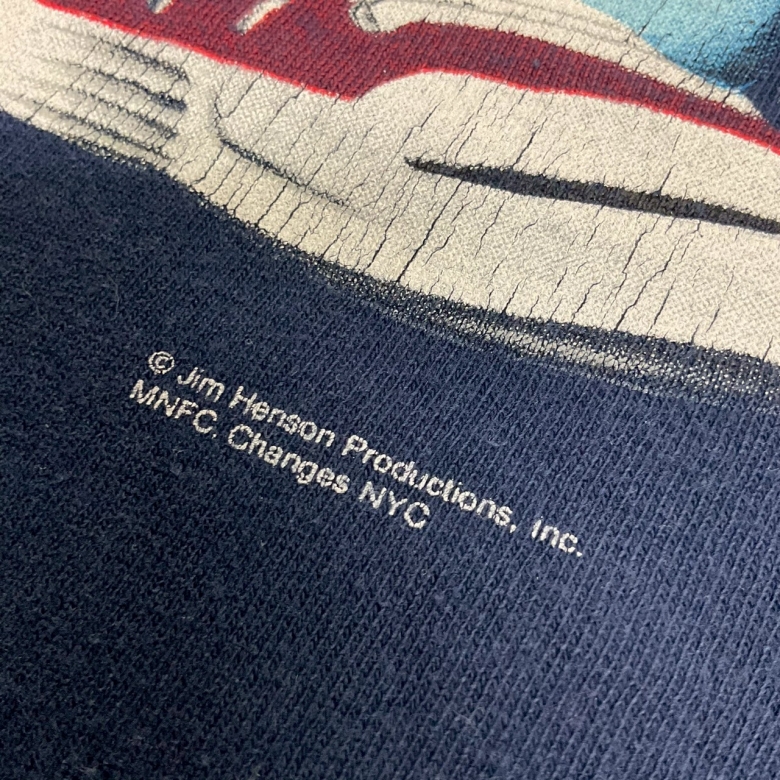 © Jim Henson Productions, Inc.
MNFC. Changes NYC